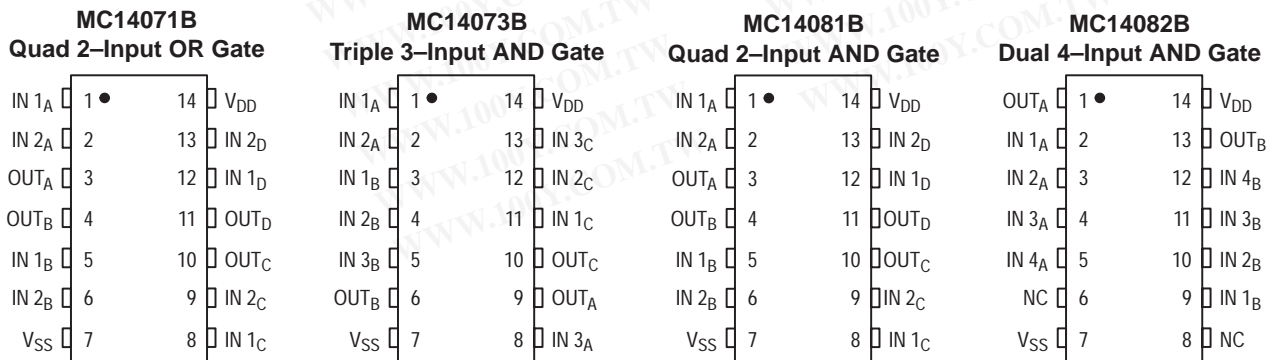 MC14071B
Quad 2–Input OR Gate
IN 1A 1 14 VDD
IN 2A 2 13 IN 2D
OUTA 3 12 IN 1D
OUTB 4 11 OUTD
IN 1B 5 10 OUTC
IN 2B 6 9 IN 2C
VSS 7 8 IN 1C
MC14073B
Triple 3–Input AND Gate
IN 1A 1 14 VDD
IN 2A 2 13 IN 3C
IN 1B 3 12 IN 2C
IN 2B 4 11 IN 1C
IN 3B 5 10 OUTC
OUTB 6 9 OUTA
VSS 7 8 IN 3A
MC14081B
Quad 2–Input AND Gate
IN 1A 1 14 VDD
IN 2A 2 13 IN 2D
OUTA 3 12 IN 1D
OUTB 4 11 OUTD
IN 1B 5 10 OUTC
IN 2B 6 9 IN 2C
VSS 7 8 IN 1C
MC14082B
Dual 4–Input AND Gate
OUTA 1 14 VDD
IN 1A 2 13 OUTB
IN 2A 3 12 IN 4B
IN 3A 4 11 IN 3B
IN 4A 5 10 IN 2B
NC 6 9 IN 1B
VSS 7 8 NC
WWW.100Y.COM.TW